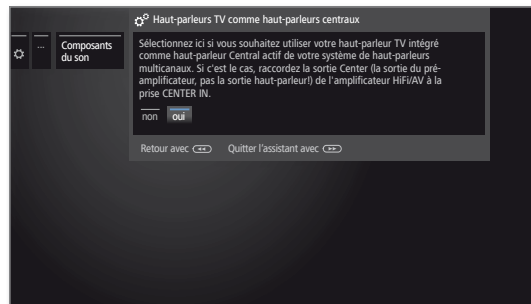 Haut-parleurs TV comme haut-parleurs centraux
...
Composants
du son
Sélectionnez ici si vous souhaitez utiliser votre haut-parleur TV intégré
comme haut-parleur Central actif de votre système de haut-parleurs
multicanaux. Si c'est le cas, raccordez la sortie Center (la sortie du pré-
amplificateur, pas la sortie haut-parleur!) de l'amplificateur HiFi/AV à la
prise CENTER IN.
non oui
Retour avec Quitter l'assistant avec